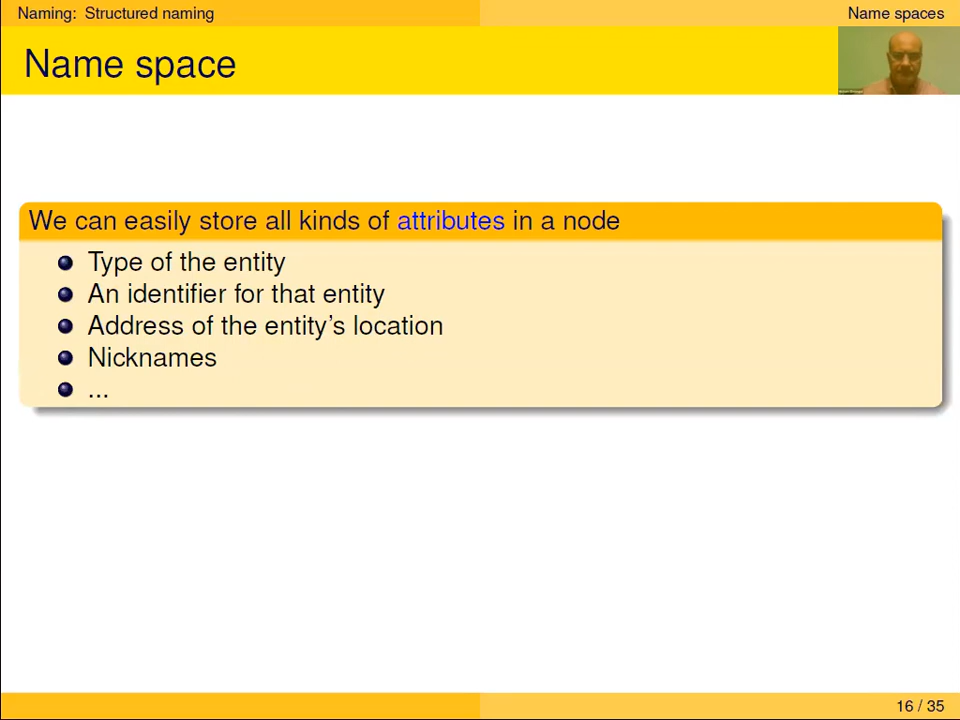 Naming: Structured naming
Name spaces
Name space
We can easily store all kinds of attributes in a node
Type of the entity
An identifier for that entity
Address of the entity's location
Nicknames
...
16 / 35